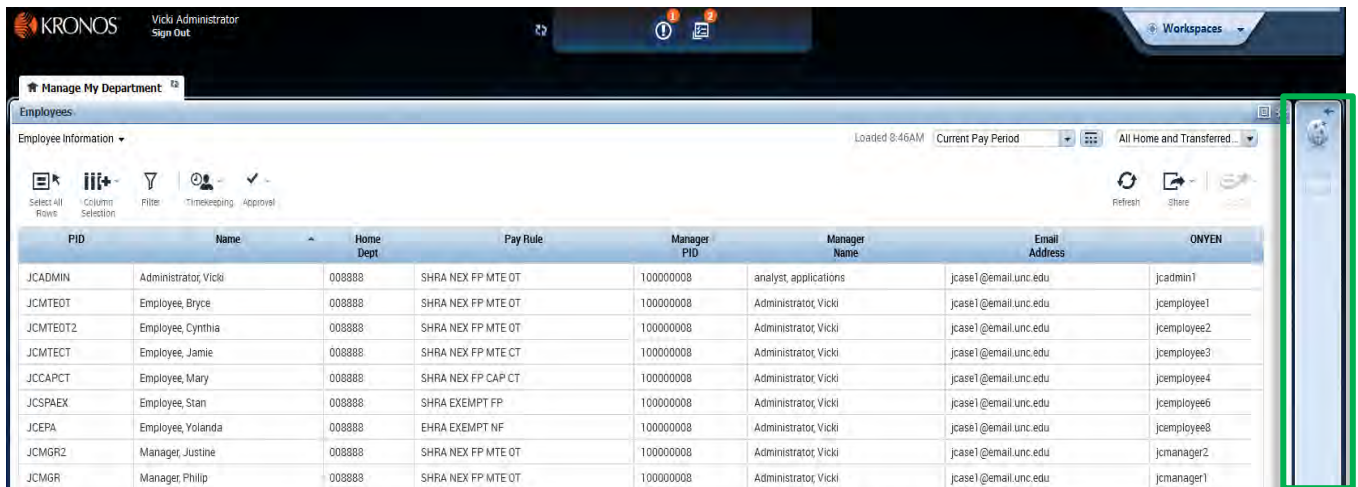 KRONOS Vicki Administrator
Sign Out
1 2
Workspaces
Manage My Department
Employees
Employee Information Loaded 8:46AM Current Pay Period All Home and Transferred...
Select All Rows Column Selection Filter Timekeeping Approval Refresh Share
PID Name Home Dept Pay Rule Manager PID Manager Name Email Address ONYEN
JCADMIN Administrator, Vicki 008888 SHRA NEX FP MTE OT 100000008 analyst, applications jcase1@email.unc.edu jcadmin1
JCMTEOT Employee, Bryce 008888 SHRA NEX FP MTE OT 100000008 Administrator, Vicki jcase1@email.unc.edu jcemployee1
JCMTEOT2 Employee, Cynthia 008888 SHRA NEX FP MTE OT 100000008 Administrator, Vicki jcase1@email.unc.edu jcemployee2
JCMTECT Employee, Jamie 008888 SHRA NEX FP MTE CT 100000008 Administrator, Vicki jcase1@email.unc.edu jcemployee3
JCCAPCT Employee, Mary 008888 SHRA NEX FP CAP CT 100000008 Administrator, Vicki jcase1@email.unc.edu jcemployee4
JCSPAEX Employee, Stan 008888 SHRA EXEMPT FP 100000008 Administrator, Vicki jcase1@email.unc.edu jcemployee6
JCEPA Employee, Yolanda 008888 EHRA EXEMPT NF 100000008 Administrator, Vicki jcase1@email.unc.edu jcemployee8
JCMGR2 Manager, Justine 008888 SHRA NEX FP MTE OT 100000008 Administrator, Vicki jcase1@email.unc.edu jcmanager2
JCMGR Manager, Philip 008888 SHRA NEX FP MTE OT 100000008 Administrator, Vicki jcase1@email.unc.edu jcmanager1